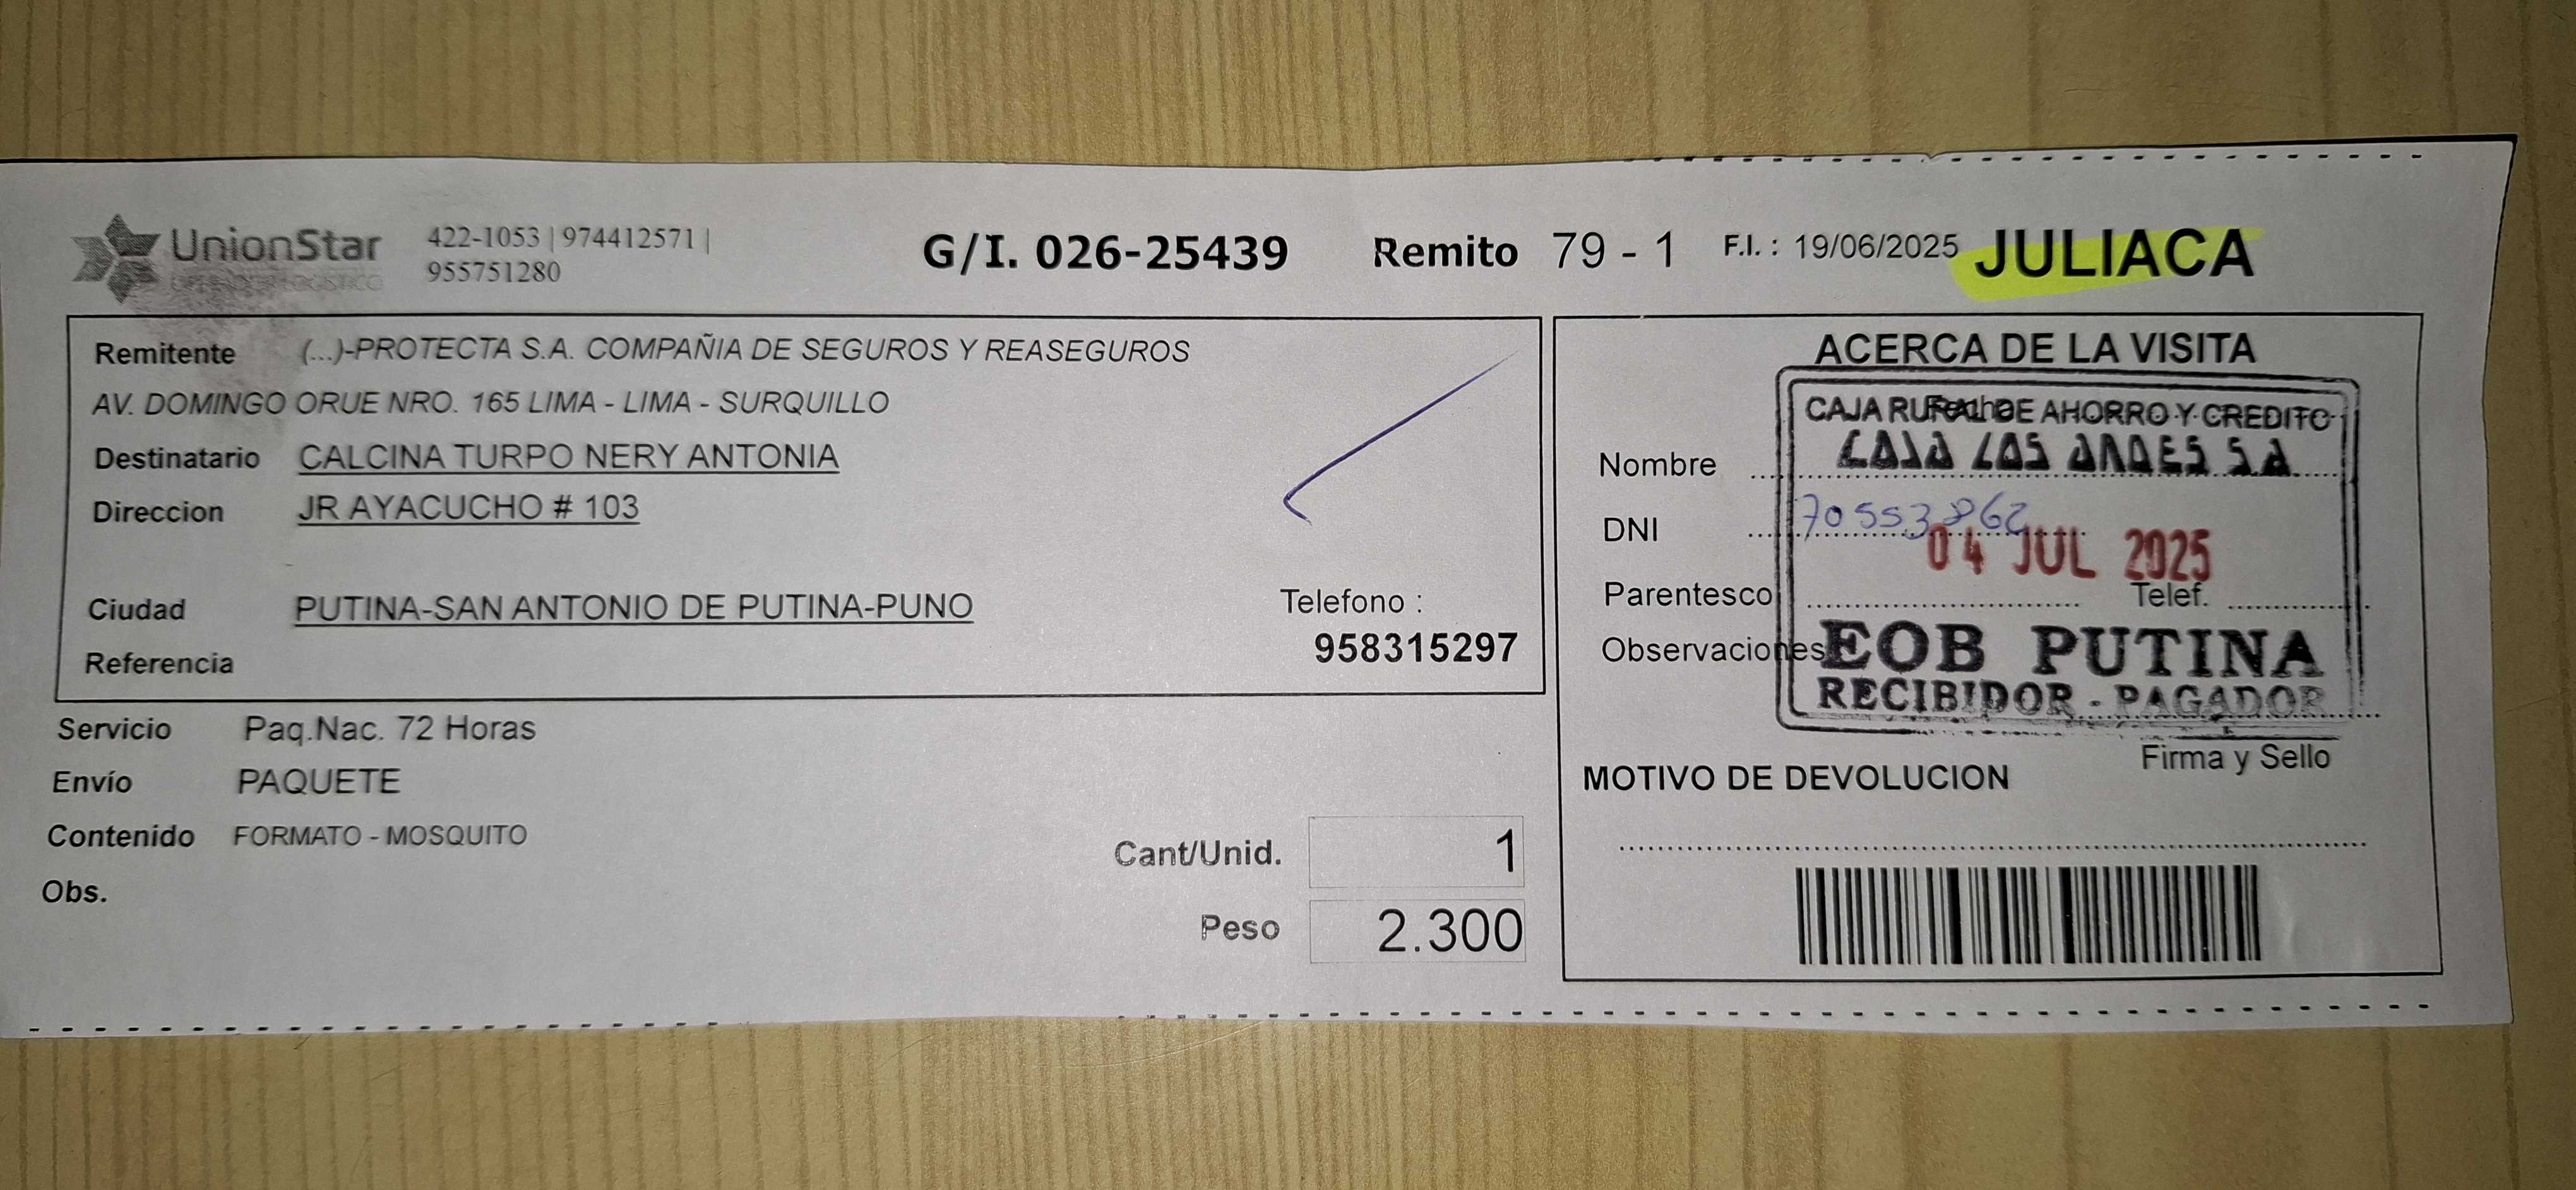 UnionStar
422-1053 | 974412571 |
955751280
G/I. 026-25439 Remito 79 - 1 F.I. : 19/06/2025 JULIACA
Remitente (...)-PROTECTA S.A. COMPAÑIA DE SEGUROS Y REASEGUROS
AV. DOMINGO ORUE NRO. 165 LIMA - LIMA - SURQUILLO
Destinatario CALCINA TURPO NERY ANTONIA
Direccion JR AYACUCHO # 103
Ciudad PUTINA-SAN ANTONIO DE PUTINA-PUNO
Telefono :
958315297
Referencia
Servicio Paq.Nac. 72 Horas
Envío PAQUETE
Contenido FORMATO - MOSQUITO
Obs.
Cant/Unid. 1
Peso 2.300
ACERCA DE LA VISITA
Fecha
CAJA RURAL DE AHORRO Y CREDITO
CAJA LOS ANDES S.A.
Nombre
DNI 70553862
04 JUL 2025
Parentesco Telef.
Observaciones
EOB PUTINA
RECIBIDOR - PAGADOR
Firma y Sello
MOTIVO DE DEVOLUCION